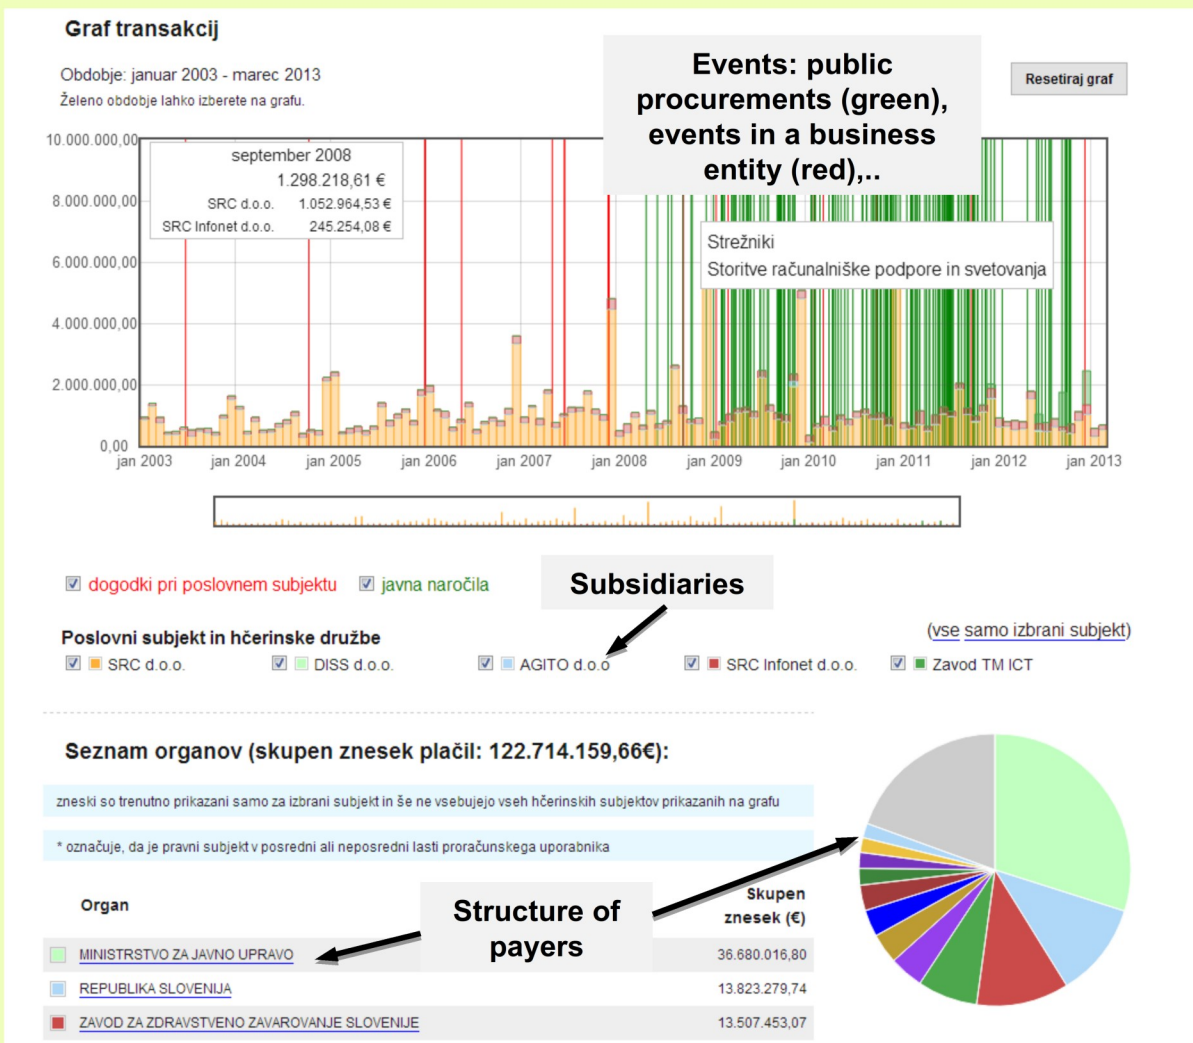 Graf transakcij
Obdobje: januar 2003 - marec 2013
Želeno obdobje lahko izberete na grafu.
Events: public
procurements (green),
events in a business
entity (red),..
Resetiraj graf
10.000.000,00
8.000.000,00
6.000.000,00
4.000.000,00
2.000.000,00
0,00
september 2008
1.298.218,61 €
SRC d.o.o. 1.052.964,53 €
SRC Infonet d.o.o. 245.254,08 €
Strežniki
Storitve računalniške podpore in svetovanja
jan 2003 jan 2004 jan 2005 jan 2006 jan 2007 jan 2008 jan 2009 jan 2010 jan 2011 jan 2012 jan 2013
dogodki pri poslovnem subjektu javna naročila
Subsidiaries
Poslovni subjekt in hčerinske družbe
(vse samo izbrani subjekt)
SRC d.o.o. DISS d.o.o. AGITO d.o.o SRC Infonet d.o.o. Zavod TM ICT
Seznam organov (skupen znesek plačil: 122.714.159,66€):
zneski so trenutno prikazani samo za izbrani subjekt in še ne vsebujejo vseh hčerinskih subjektov prikazanih na grafu
* označuje, da je pravni subjekt v posredni ali neposredni lasti proračunskega uporabnika
Organ
Skupen
znesek (€)
Structure of
payers
MINISTRSTVO ZA JAVNO UPRAVO 36.680.016,80
REPUBLIKA SLOVENIJA 13.823.279,74
ZAVOD ZA ZDRAVSTVENO ZAVAROVANJE SLOVENIJE 13.507.453,07